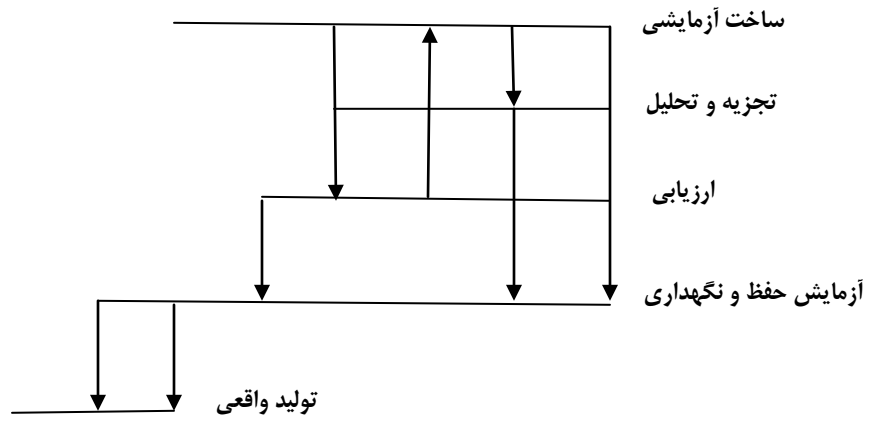 ساخت آزمایشی
تجزیه و تحلیل
ارزیابی
آزمایش حفظ و نگهداری
تولید واقعی